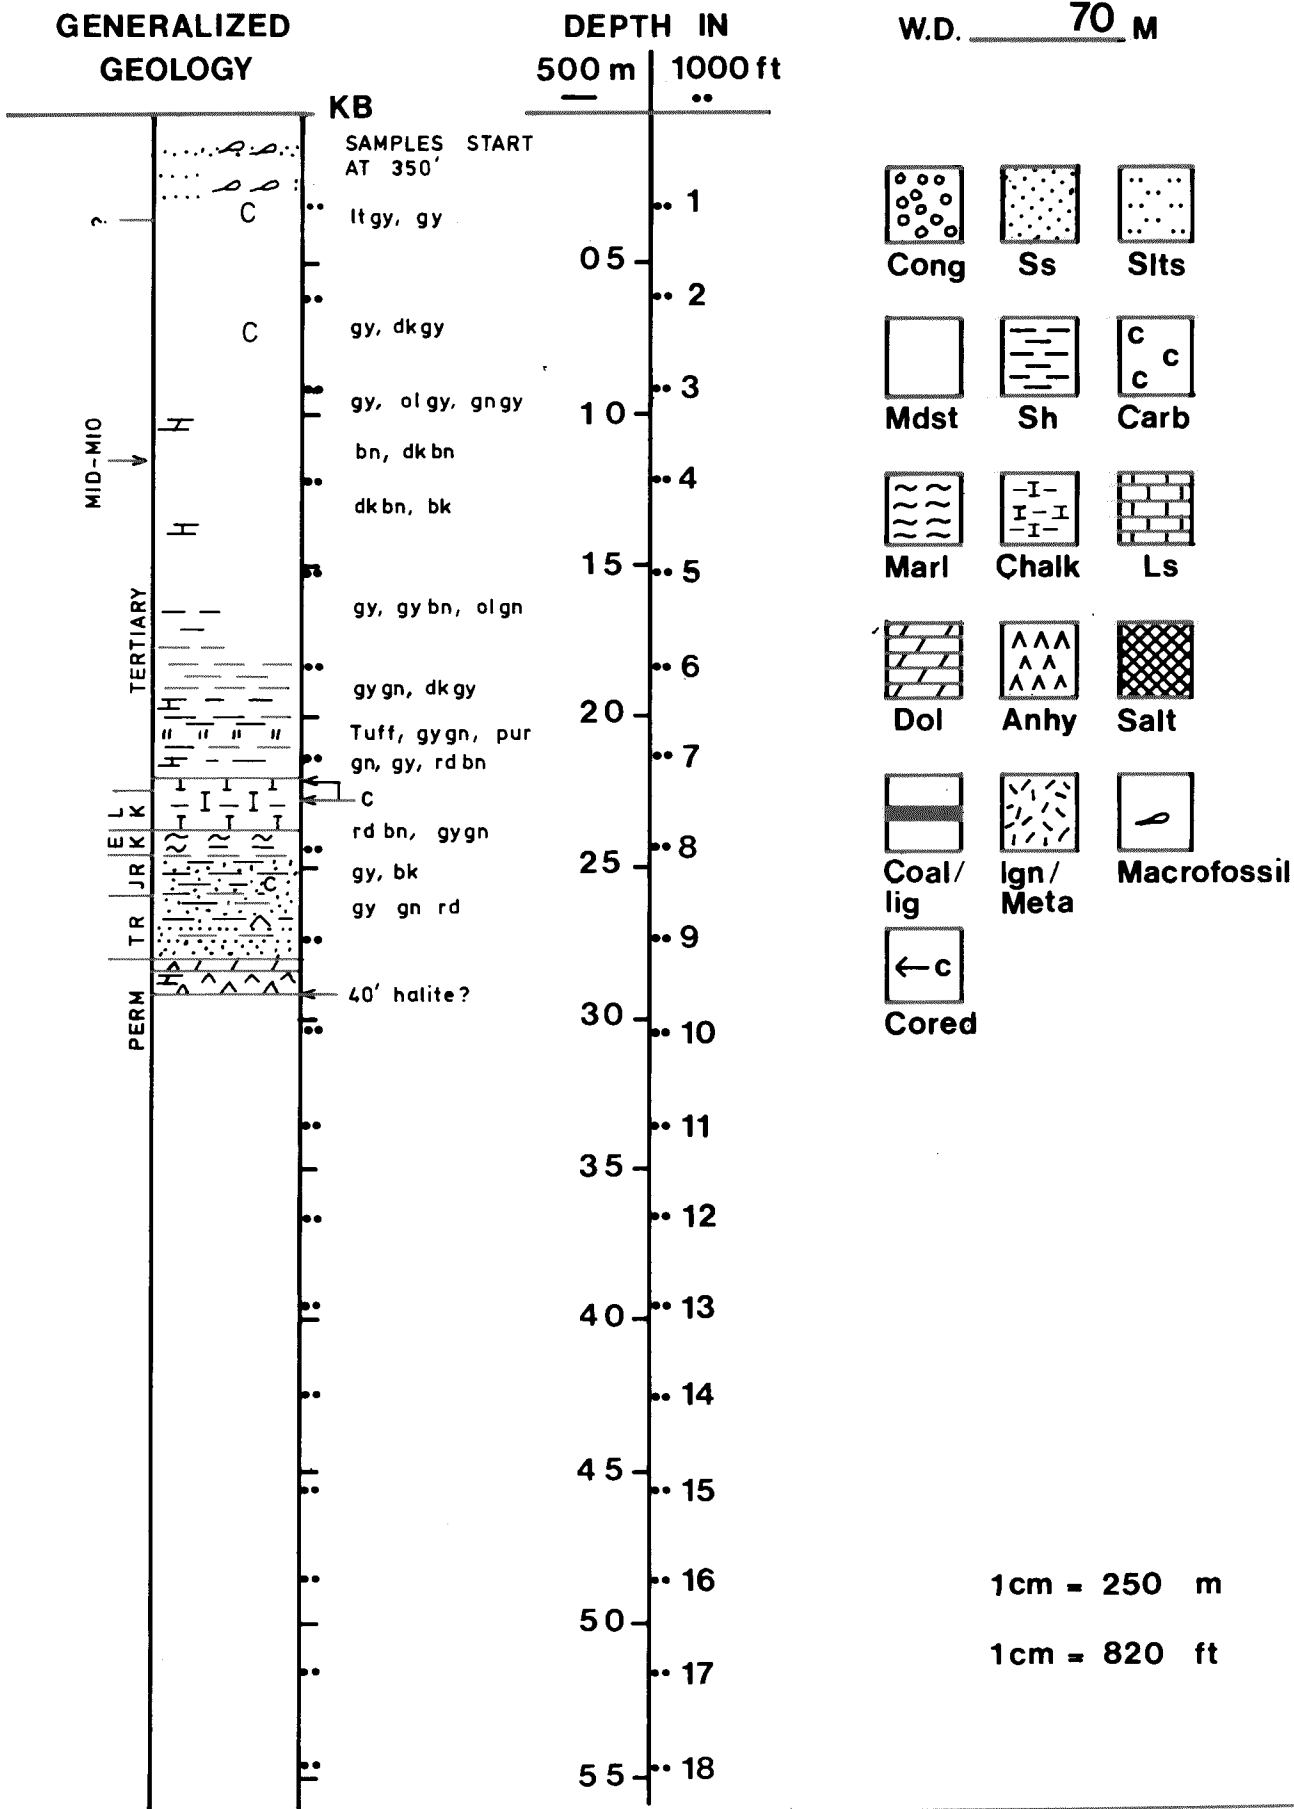 GENERALIZED
GEOLOGY
DEPTH IN
500 m 1000 ft
W.D. 70 M
KB
SAMPLES START
AT 350'
C
?
lt gy, gy
C
gy, dk gy
gy, ol gy, gn gy
MID-MIO
bn, dk bn
dk bn, bk
TERTIARY
gy, gy bn, ol gn
gy gn, dk gy
Tuff, gy gn, pur
gn, gy, rd bn
C
L K
E K
rd bn, gy gn
JR
C
gy, bk
TR
gy gn rd
PERM
40' halite?
1
05
2
3
10
4
15
5
6
20
7
8
25
9
30
10
11
35
12
13
40
14
45
15
16
50
17
55
18
Cong Ss Slts
C C C
Mdst Sh Carb
Marl Chalk Ls
Dol Anhy Salt
Coal/ Ign/ Macrofossil
lig Meta
←C
Cored
1cm = 250 m
1cm = 820 ft